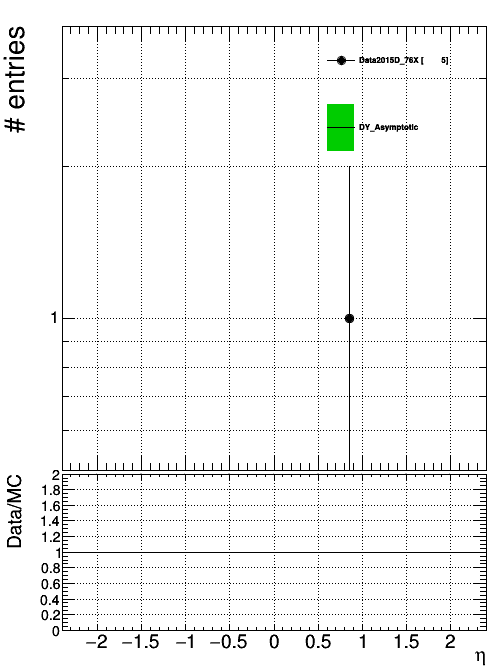 # entries
Data2015D_76X [ 5]
DY_Asymptotic
1
Data/MC
2
1.8
1.6
1.4
1.2
1
0.8
0.6
0.4
0.2
0
−2 −1.5 −1 −0.5 0 0.5 1 1.5 2
η